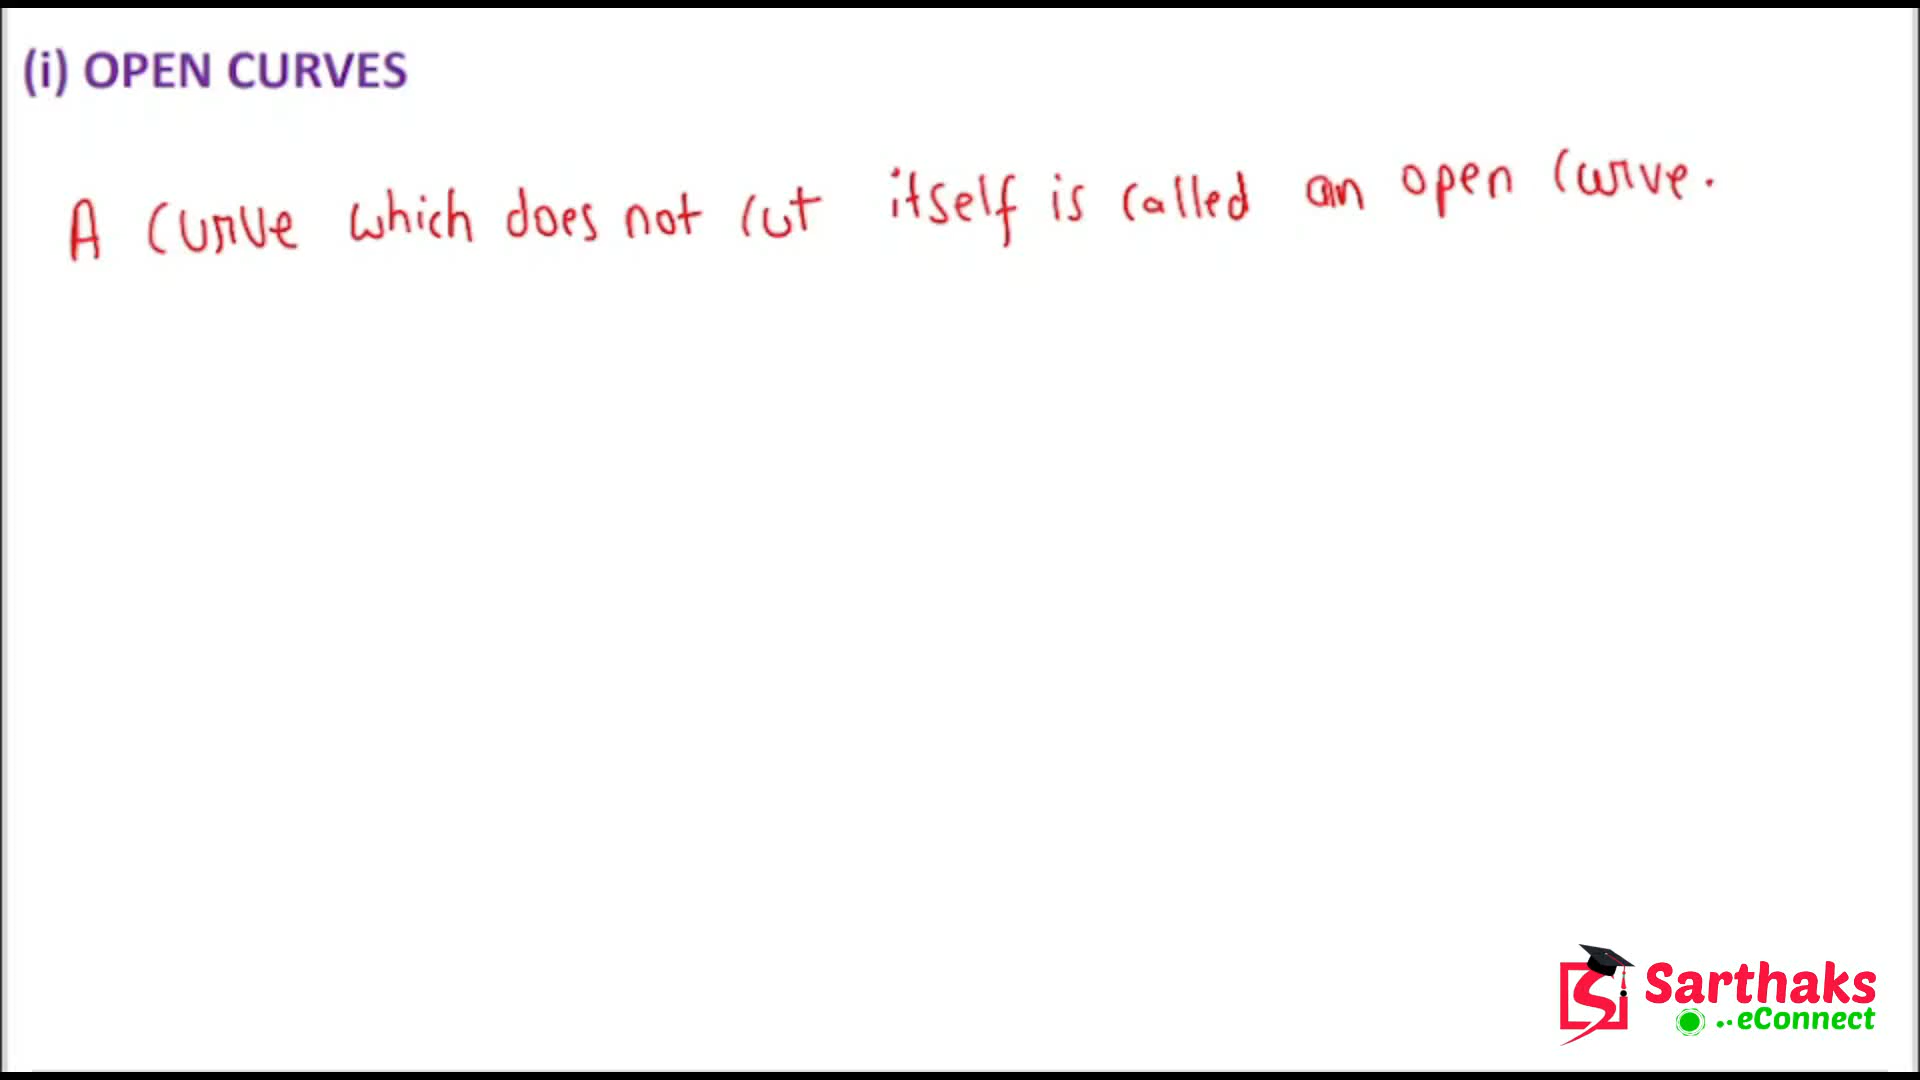 (i) OPEN CURVES
A curve which does not cut itself is called an open curve.
Sarthaks
eConnect